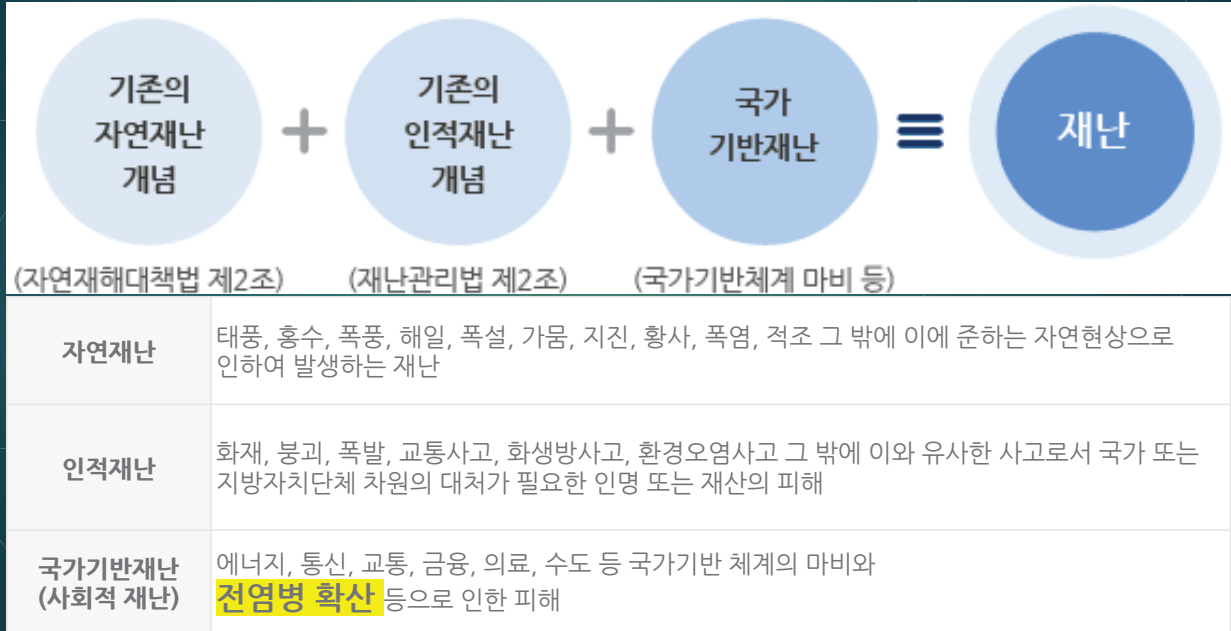 기존의
자연재난
개념
+
기존의
인적재난
개념
+
국가
기반재난
≡
재난
(자연재해대책법 제2조)
(재난관리법 제2조)
(국가기반체계 마비 등)
자연재난
태풍, 홍수, 폭풍, 해일, 폭설, 가뭄, 지진, 황사, 폭염, 적조 그 밖에 이에 준하는 자연현상으로
인하여 발생하는 재난
인적재난
화재, 붕괴, 폭발, 교통사고, 화생방사고, 환경오염사고 그 밖에 이와 유사한 사고로서 국가 또는
지방자치단체 차원의 대처가 필요한 인명 또는 재산의 피해
국가기반재난
(사회적 재난)
에너지, 통신, 교통, 금융, 의료, 수도 등 국가기반 체계의 마비와
전염병 확산 등으로 인한 피해